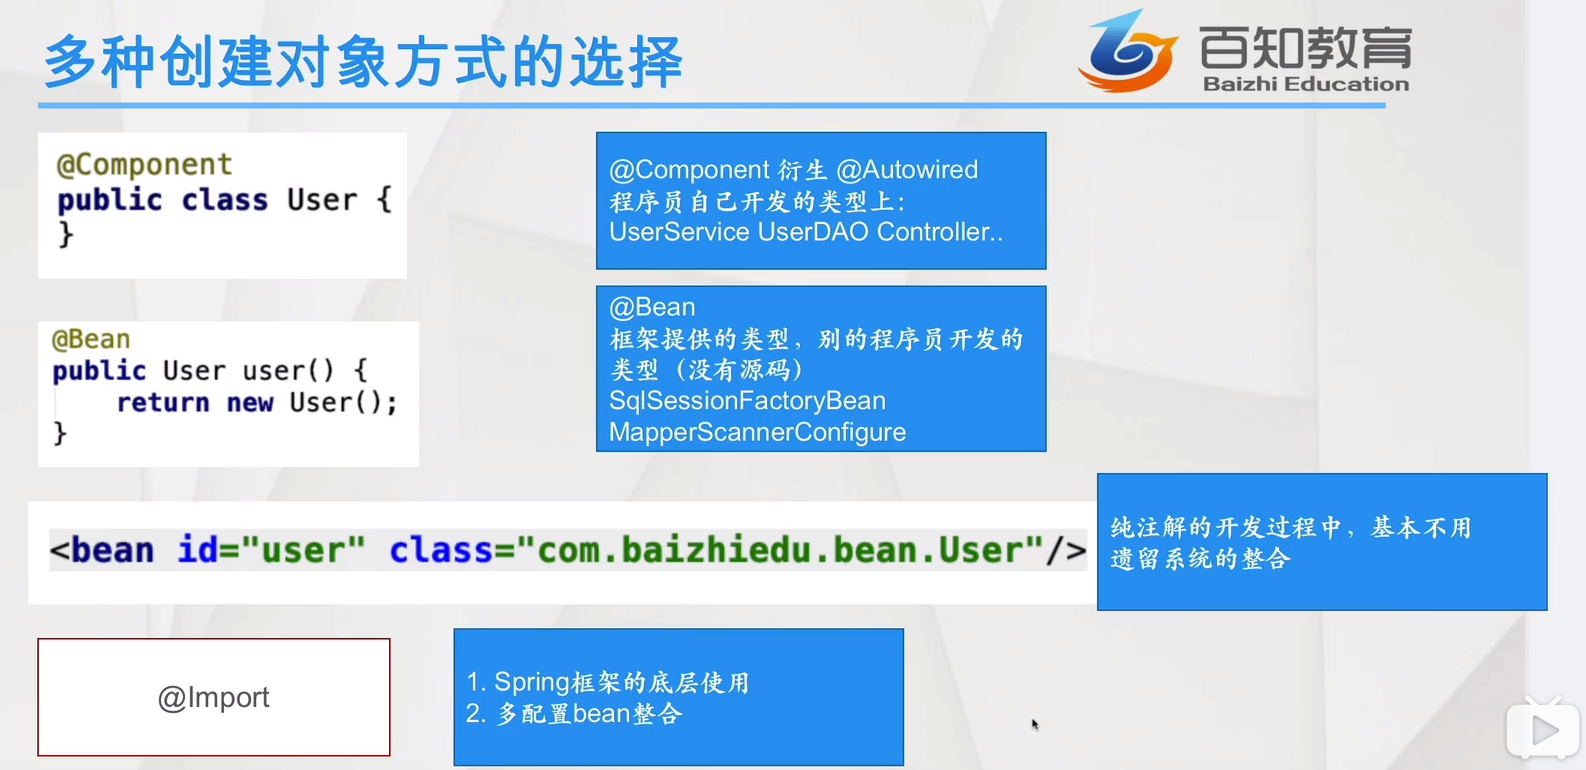 多种创建对象方式的选择
百知教育
Baizhi Education
@Component
public class User {
}
@Component 衍生 @Autowired
程序员自己开发的类型上：
UserService UserDAO Controller..
@Bean
public User user() {
return new User();
}
@Bean
框架提供的类型，别的程序员开发的
类型（没有源码）
SqlSessionFactoryBean
MapperScannerConfigure
<bean id="user" class="com.baizhiedu.bean.User"/>
纯注解的开发过程中，基本不用
遗留系统的整合
@Import
1. Spring框架的底层使用
2. 多配置bean整合